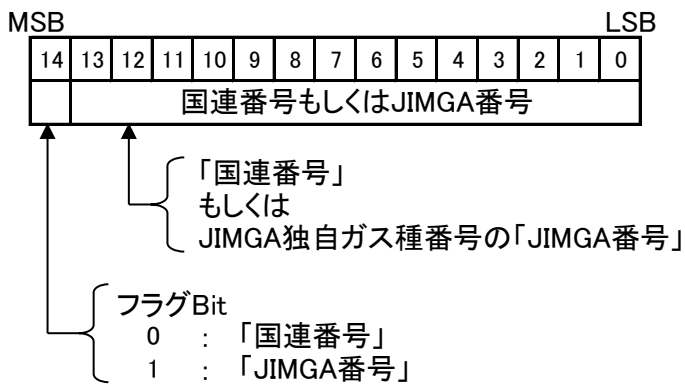 MSB LSB
14 13 12 11 10 9 8 7 6 5 4 3 2 1 0
国連番号もしくはJIMGA番号
「国連番号」
もしくは
JIMGA独自ガス種番号の「JIMGA番号」
フラグBit
0 : 「国連番号」
1 : 「JIMGA番号」